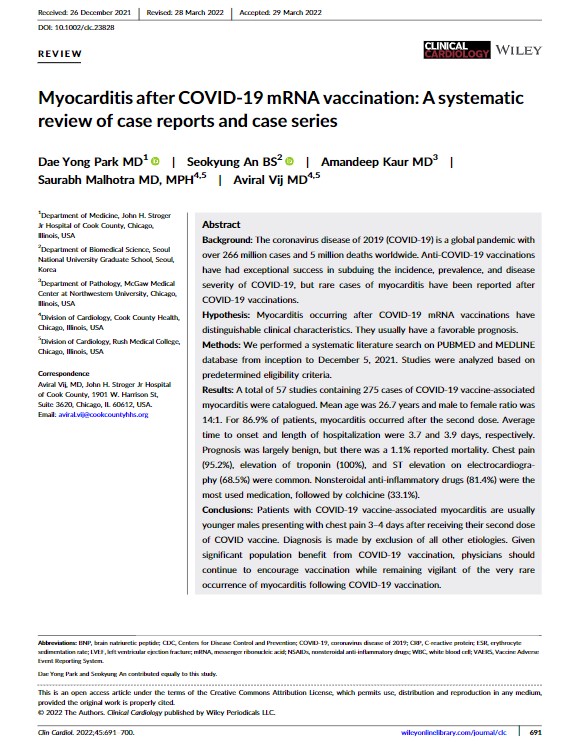 Received: 26 December 2021 | Revised: 28 March 2022 | Accepted: 29 March 2022
DOI: 10.1002/clc.23828
REVIEW
CLINICAL
CARDIOLOGY WILEY
Myocarditis after COVID-19 mRNA vaccination: A systematic
review of case reports and case series
Dae Yong Park MD1 | Seokyung An BS2 | Amandeep Kaur MD3 |
Saurabh Malhotra MD, MPH4,5 | Aviral Vij MD4,5
1Department of Medicine, John H. Stroger
Jr Hospital of Cook County, Chicago,
Illinois, USA
2Department of Biomedical Science, Seoul
National University Graduate School, Seoul,
Korea
3Department of Pathology, McGaw Medical
Center at Northwestern University, Chicago,
Illinois, USA
4Division of Cardiology, Cook County Health,
Chicago, Illinois, USA
5Division of Cardiology, Rush Medical College,
Chicago, Illinois, USA
Correspondence
Aviral Vij, MD, John H. Stroger Jr Hospital
of Cook County, 1901 W. Harrison St,
Suite 3620, Chicago, IL 60612, USA.
Email: aviral.vij@cookcountyhhs.org
Abstract
Background: The coronavirus disease of 2019 (COVID-19) is a global pandemic with
over 266 million cases and 5 million deaths worldwide. Anti-COVID-19 vaccinations
have had exceptional success in subduing the incidence, prevalence, and disease
severity of COVID-19, but rare cases of myocarditis have been reported after
COVID-19 vaccinations.
Hypothesis: Myocarditis occurring after COVID-19 mRNA vaccinations have
distinguishable clinical characteristics. They usually have a favorable prognosis.
Methods: We performed a systematic literature search on PUBMED and MEDLINE
database from inception to December 5, 2021. Studies were analyzed based on
predetermined eligibility criteria.
Results: A total of 57 studies containing 275 cases of COVID-19 vaccine-associated
myocarditis were catalogued. Mean age was 26.7 years and male to female ratio was
14:1. For 86.9% of patients, myocarditis occurred after the second dose. Average
time to onset and length of hospitalization were 3.7 and 3.9 days, respectively.
Prognosis was largely benign, but there was a 1.1% reported mortality. Chest pain
(95.2%), elevation of troponin (100%), and ST elevation on electrocardiogra-
phy (68.5%) were common. Nonsteroidal anti-inflammatory drugs (81.4%) were the
most used medication, followed by colchicine (33.1%).
Conclusions: Patients with COVID-19 vaccine-associated myocarditis are usually
younger males presenting with chest pain 3–4 days after receiving their second dose
of COVID vaccine. Diagnosis is made by exclusion of all other etiologies. Given
significant population benefit from COVID-19 vaccination, physicians should
continue to encourage vaccination while remaining vigilant of the very rare
occurrence of myocarditis following COVID-19 vaccination.
Abbreviations: BNP, brain natriuretic peptide; CDC, Centers for Disease Control and Prevention; COVID-19, coronavirus disease of 2019; CRP, C-reactive protein; ESR, erythrocyte
sedimentation rate; LVEF, left ventricular ejection fracture; mRNA, messenger ribonucleic acid; NSAIDs, nonsteroidal anti-inflammatory drugs; WBC, white blood cell; VAERS, Vaccine Adverse
Event Reporting System.
Dae Yong Park and Seokyung An contributed equally to this study.
This is an open access article under the terms of the Creative Commons Attribution License, which permits use, distribution and reproduction in any medium,
provided the original work is properly cited.
© 2022 The Authors. Clinical Cardiology published by Wiley Periodicals LLC.
Clin Cardiol. 2022;45:691–700. wileyonlinelibrary.com/journal/clc | 691